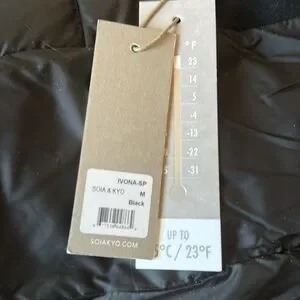 IVONA-SP
SOIA & KYO M
Black
SOIAKYO.COM
°F
23
14
5
-4
-13
-22
-31
UP TO
5°C / 23°F